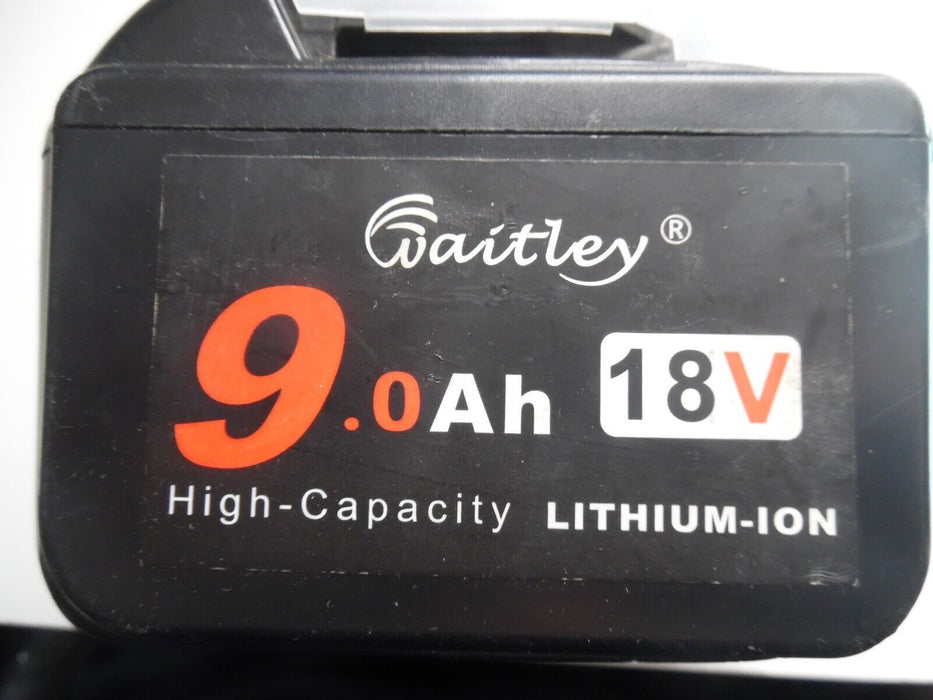 waitley®
9.0Ah 18V
High-Capacity LITHIUM-ION